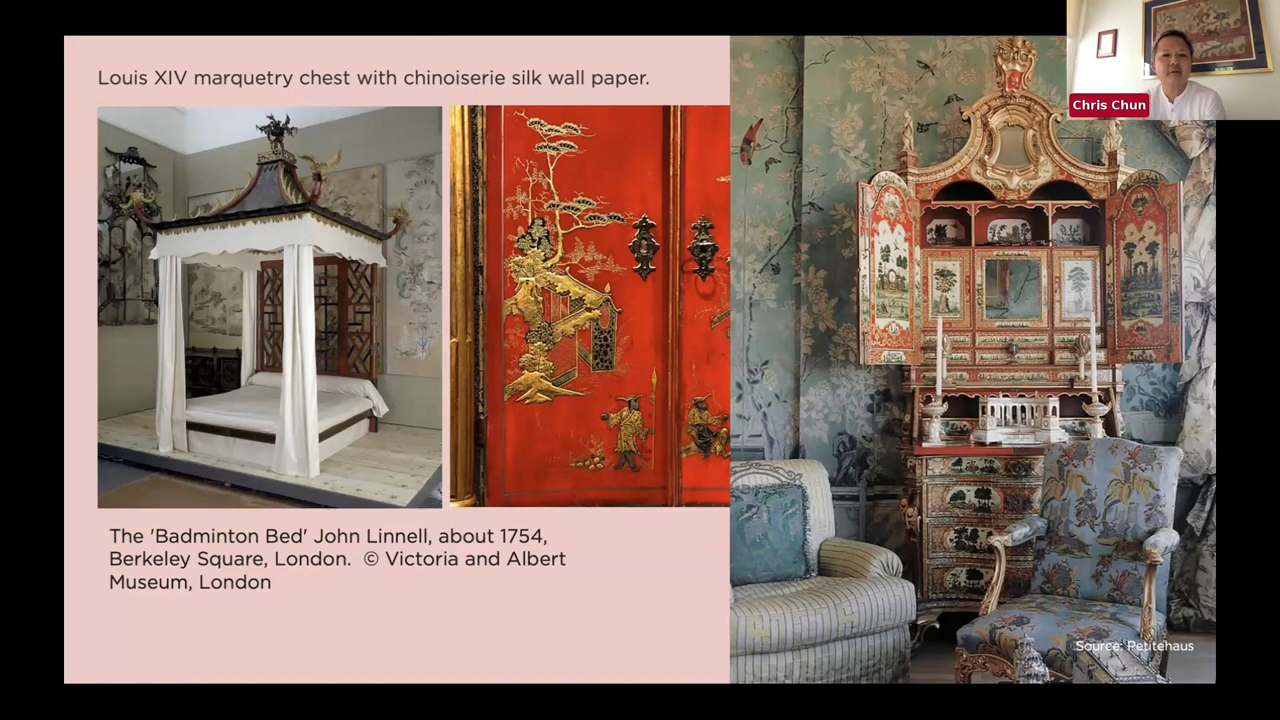 Louis XIV marquetry chest with chinoiserie silk wall paper.
Chris Chun
The 'Badminton Bed' John Linnell, about 1754,
Berkeley Square, London. © Victoria and Albert
Museum, London
Source: Petitehaus